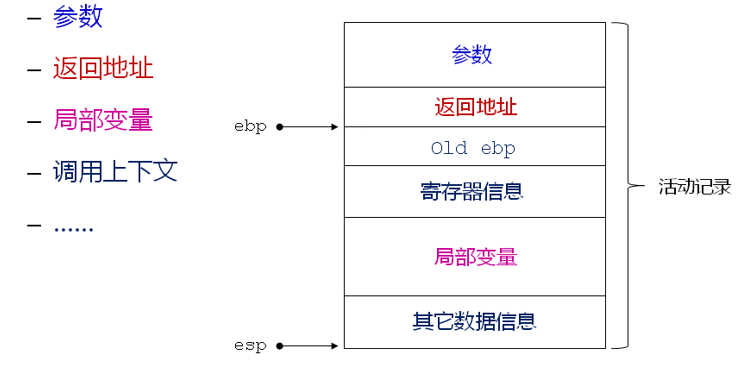 – 参数
– 返回地址
– 局部变量
– 调用上下文
– ……
参数
返回地址
ebp
Old ebp
寄存器信息
活动记录
局部变量
其它数据信息
esp